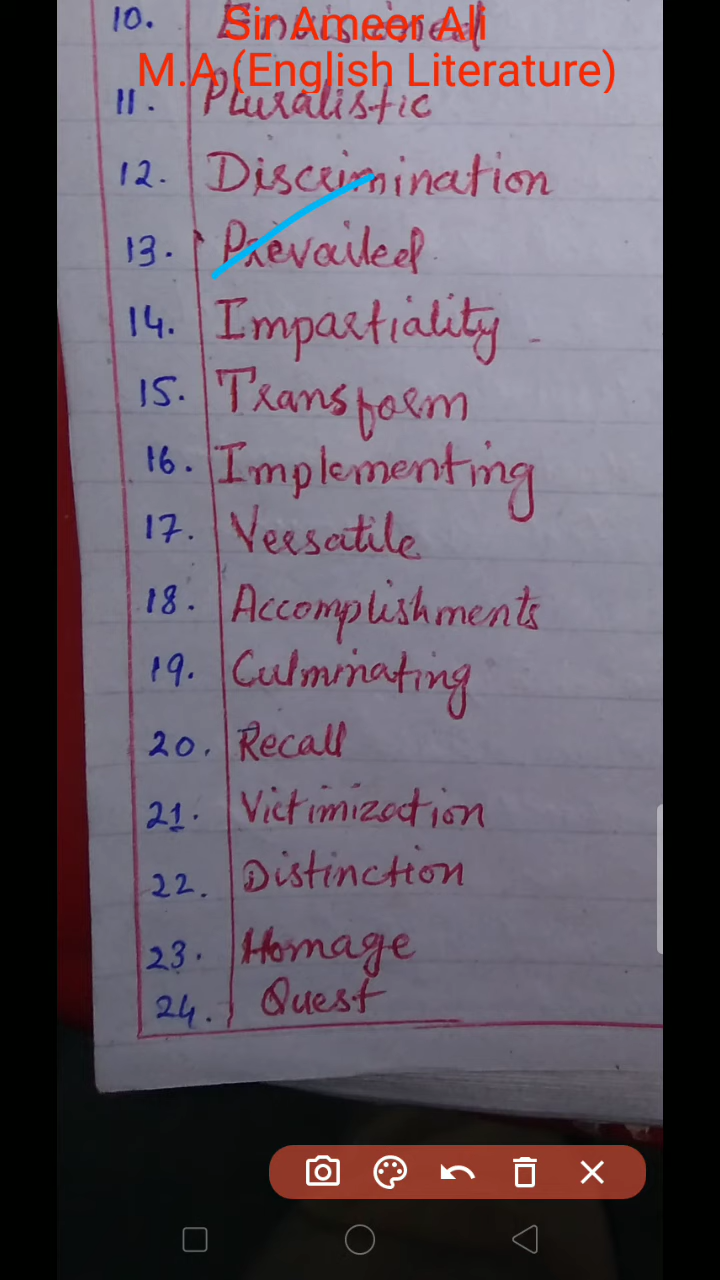 Sir Ameer Ali
M.A (English Literature)
10.
11. Pluralistic
12. Discrimination
13. Prevailed
14. Impartiality
15. Transform
16. Implementing
17. Versatile
18. Accomplishments
19. Culminating
20. Recall
21. Victimization
22. Distinction
23. Homage
24. Quest